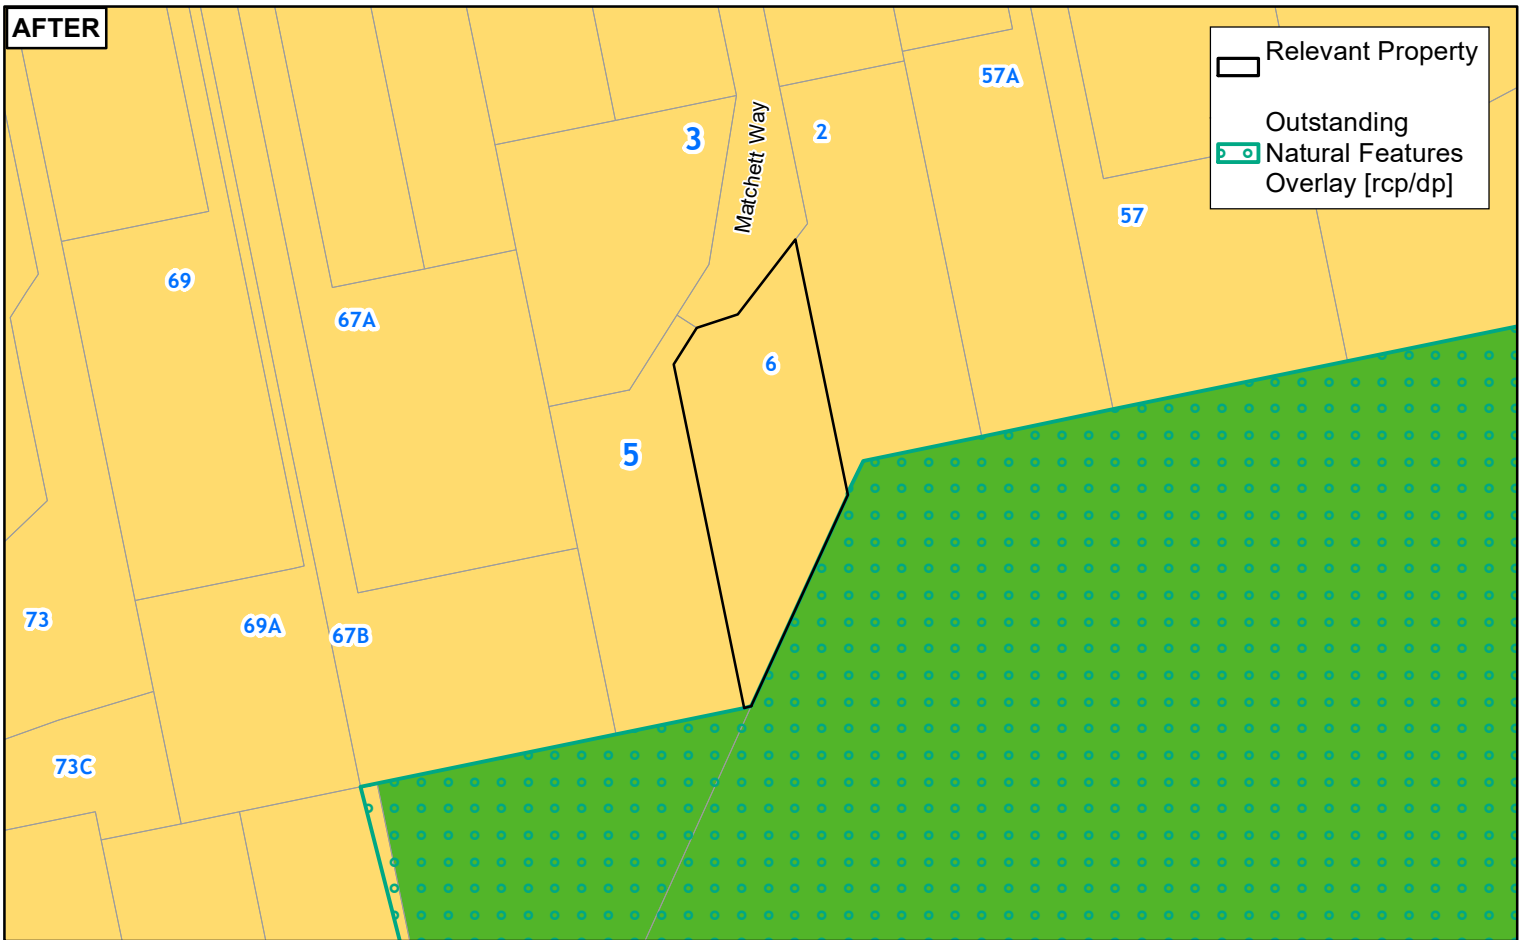 AFTER
Relevant Property
Outstanding
Natural Features
Overlay [rcp/dp]
57A
3
2
Matchett Way
57
69
67A
6
5
73
69A
67B
73C